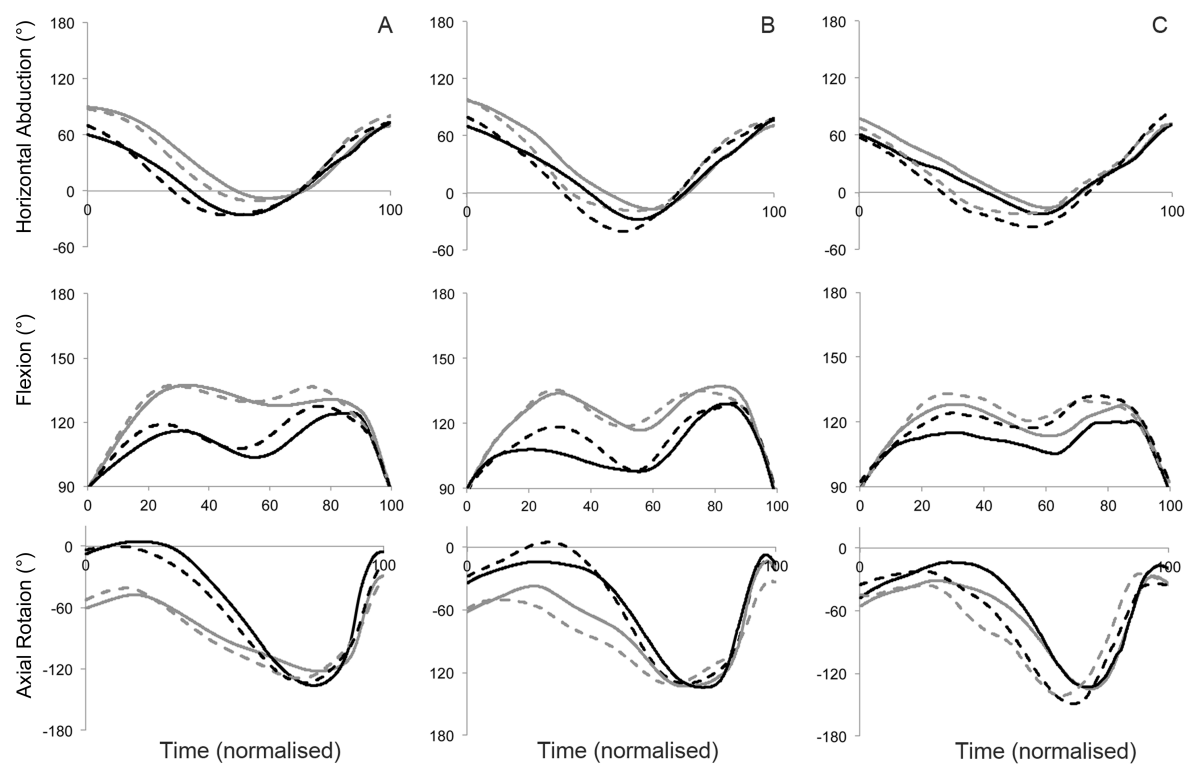 A B C
Horizontal Abduction (°)
180 180 180
120 120 120
60 60 60
0 0 0
0 100 0 100 0 100
-60 -60 -60
Flexion (°)
180 180 180
150 150 150
120 120 120
90 90 90
0 20 40 60 80 100 0 20 40 60 80 100 0 20 40 60 80 100
Axial Rotaion (°)
0 0 0
100 100 100
-60 -60 -60
-120 -120 -120
-180 180 -180
Time (normalised) Time (normalised) Time (normalised)